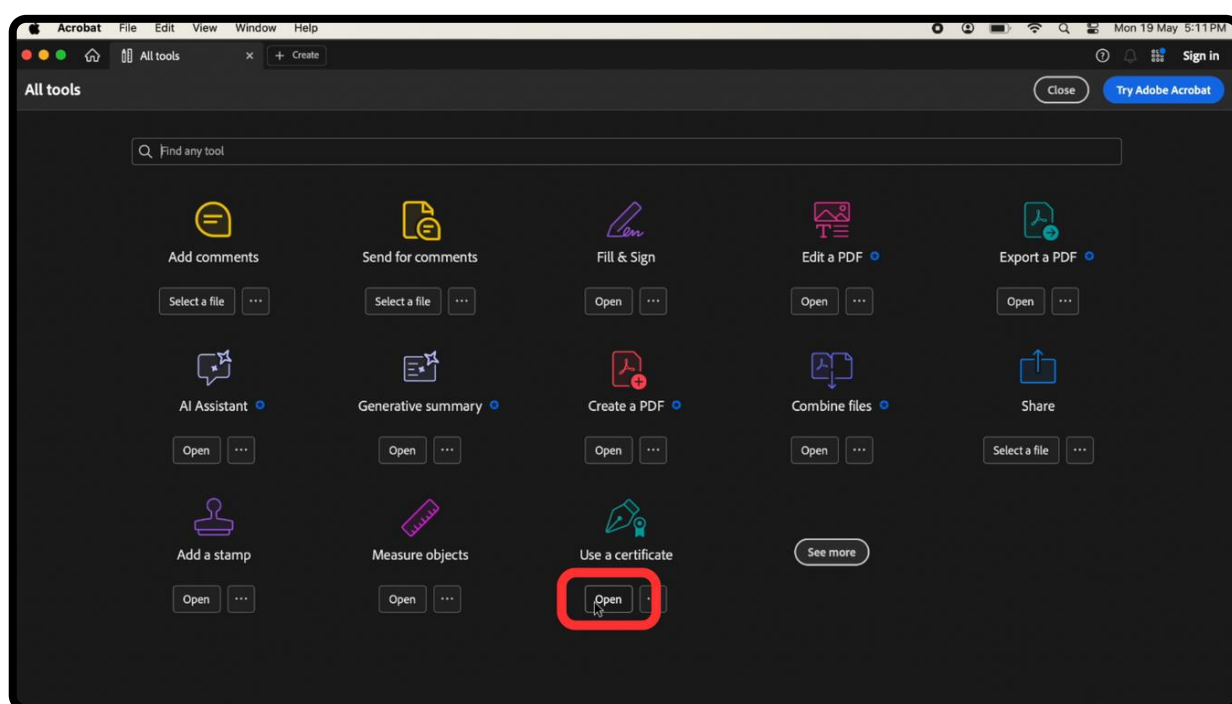 Acrobat File Edit View Window Help Mon 19 May 5:11 PM
All tools × + Create Sign in
All tools Close Try Adobe Acrobat
Find any tool
Add comments Send for comments Fill & Sign Edit a PDF Export a PDF
Select a file ... Select a file ... Open ... Open ... Open ...
AI Assistant Generative summary Create a PDF Combine files Share
Open ... Open ... Open ... Open ... Select a file ...
Add a stamp Measure objects Use a certificate See more
Open ... Open ... Open